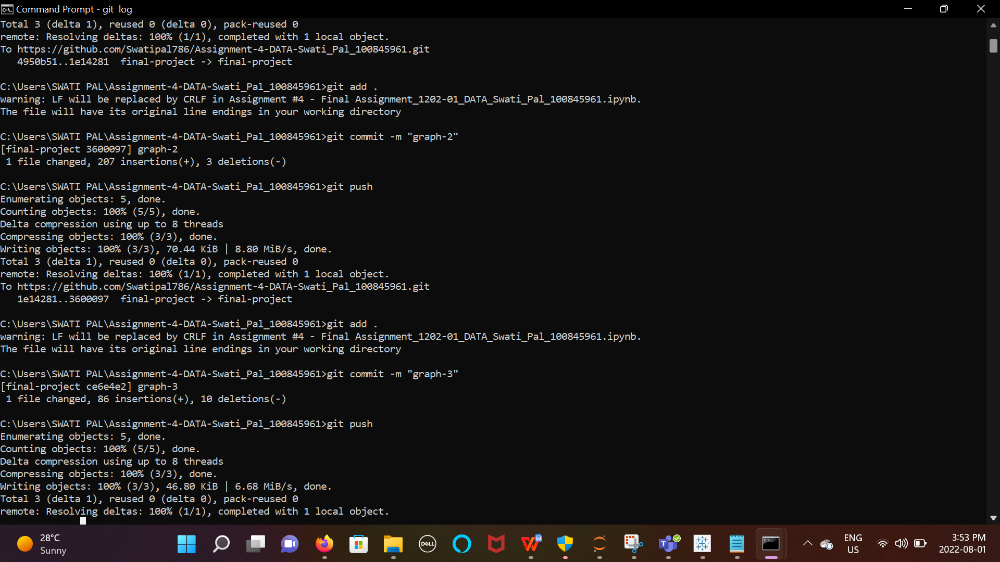 Command Prompt - git  log
Total 3 (delta 1), reused 0 (delta 0), pack-reused 0
remote: Resolving deltas: 100% (1/1), completed with 1 local object.
To https://github.com/Swatipal786/Assignment-4-DATA-Swati_Pal_100845961.git
   4950b51..1e14281  final-project -> final-project
C:\Users\SWATI PAL\Assignment-4-DATA-Swati_Pal_100845961>git add .
warning: LF will be replaced by CRLF in Assignment #4 - Final Assignment_1202-01_DATA_Swati_Pal_100845961.ipynb.
The file will have its original line endings in your working directory
C:\Users\SWATI PAL\Assignment-4-DATA-Swati_Pal_100845961>git commit -m "graph-2"
[final-project 3600097] graph-2
 1 file changed, 207 insertions(+), 3 deletions(-)
C:\Users\SWATI PAL\Assignment-4-DATA-Swati_Pal_100845961>git push
Enumerating objects: 5, done.
Counting objects: 100% (5/5), done.
Delta compression using up to 8 threads
Compressing objects: 100% (3/3), done.
Writing objects: 100% (3/3), 70.44 KiB | 8.80 MiB/s, done.
Total 3 (delta 1), reused 0 (delta 0), pack-reused 0
remote: Resolving deltas: 100% (1/1), completed with 1 local object.
To https://github.com/Swatipal786/Assignment-4-DATA-Swati_Pal_100845961.git
   1e14281..3600097  final-project -> final-project
C:\Users\SWATI PAL\Assignment-4-DATA-Swati_Pal_100845961>git add .
warning: LF will be replaced by CRLF in Assignment #4 - Final Assignment_1202-01_DATA_Swati_Pal_100845961.ipynb.
The file will have its original line endings in your working directory
C:\Users\SWATI PAL\Assignment-4-DATA-Swati_Pal_100845961>git commit -m "graph-3"
[final-project ce6e4e2] graph-3
 1 file changed, 86 insertions(+), 10 deletions(-)
C:\Users\SWATI PAL\Assignment-4-DATA-Swati_Pal_100845961>git push
Enumerating objects: 5, done.
Counting objects: 100% (5/5), done.
Delta compression using up to 8 threads
Compressing objects: 100% (3/3), done.
Writing objects: 100% (3/3), 46.80 KiB | 6.68 MiB/s, done.
Total 3 (delta 1), reused 0 (delta 0), pack-reused 0
remote: Resolving deltas: 100% (1/1), completed with 1 local object.
28°C
Sunny
DELL
ENG
US
3:53 PM
2022-08-01